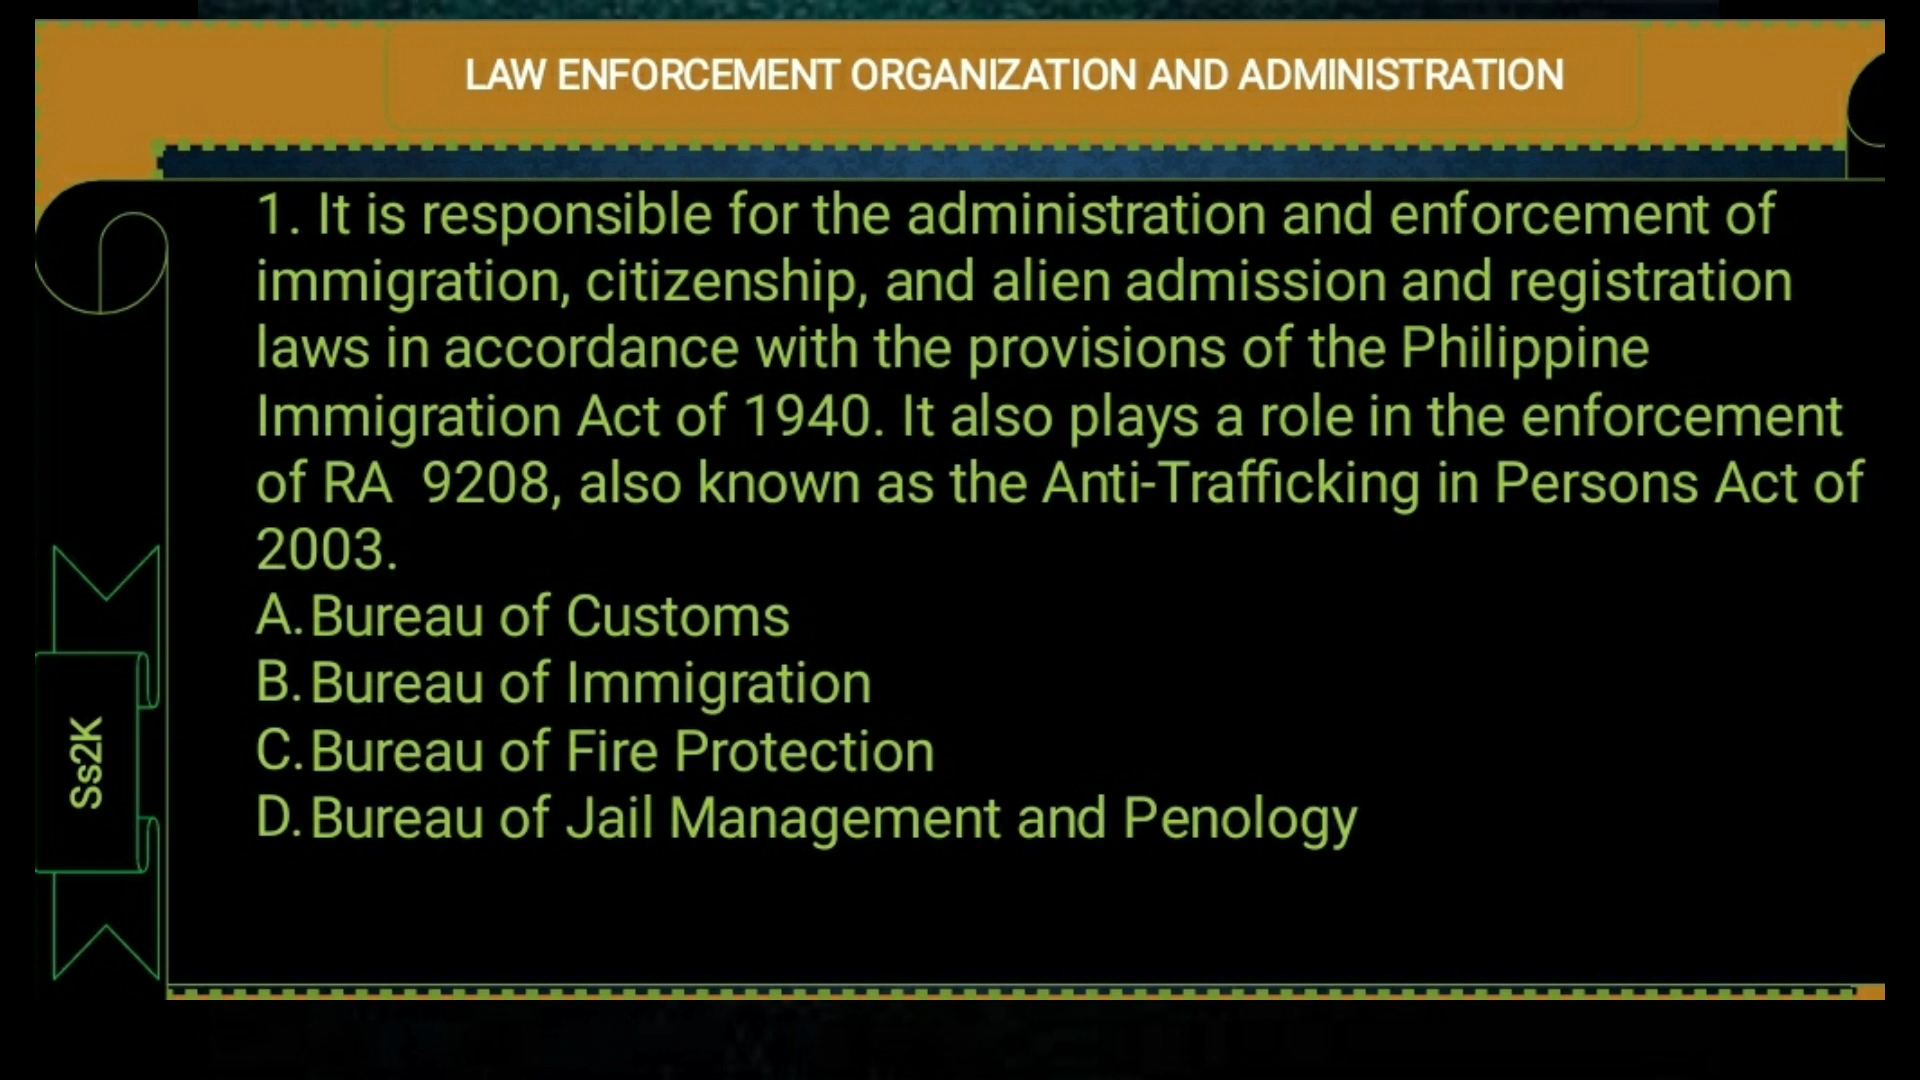 LAW ENFORCEMENT ORGANIZATION AND ADMINISTRATION
1. It is responsible for the administration and enforcement of
immigration, citizenship, and alien admission and registration
laws in accordance with the provisions of the Philippine
Immigration Act of 1940. It also plays a role in the enforcement
of RA  9208, also known as the Anti-Trafficking in Persons Act of
2003.
A. Bureau of Customs
B. Bureau of Immigration
C. Bureau of Fire Protection
D. Bureau of Jail Management and Penology
Ss2K